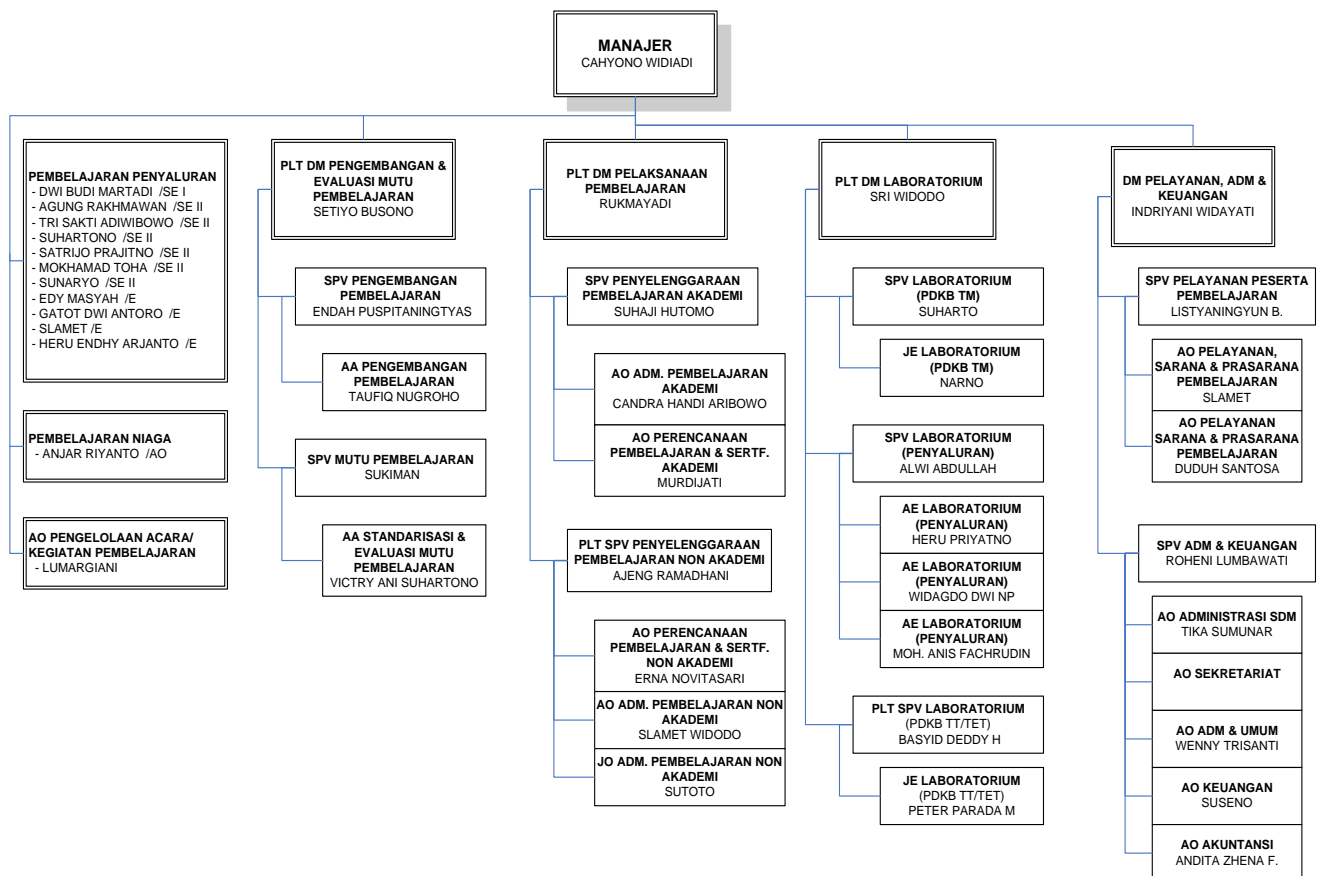 MANAJER
CAHYONO WIDIADI
PEMBELAJARAN PENYALURAN
- DWI BUDI MARTADI /SE I
- AGUNG RAKHMAWAN /SE II
- TRI SAKTI ADIWIBOWO /SE II
- SUHARTONO /SE II
- SATRIJO PRAJITNO /SE II
- MOKHAMAD TOHA /SE II
- SUNARYO /SE II
- EDY MASYAH /E
- GATOT DWI ANTORO /E
- SLAMET /E
- HERU ENDHY ARJANTO /E
PEMBELAJARAN NIAGA
- ANJAR RIYANTO /AO
AO PENGELOLAAN ACARA/
KEGIATAN PEMBELAJARAN
- LUMARGIANI
PLT DM PENGEMBANGAN &
EVALUASI MUTU
PEMBELAJARAN
SETIYO BUSONO
SPV PENGEMBANGAN
PEMBELAJARAN
ENDAH PUSPITANINGTYAS
AA PENGEMBANGAN
PEMBELAJARAN
TAUFIQ NUGROHO
SPV MUTU PEMBELAJARAN
SUKIMAN
AA STANDARISASI &
EVALUASI MUTU
PEMBELAJARAN
VICTRY ANI SUHARTONO
PLT DM PELAKSANAAN
PEMBELAJARAN
RUKMAYADI
SPV PENYELENGGARAAN
PEMBELAJARAN AKADEMI
SUHAJI HUTOMO
AO ADM. PEMBELAJARAN
AKADEMI
CANDRA HANDI ARIBOWO
AO PERENCANAAN
PEMBELAJARAN & SERTF.
AKADEMI
MURDIJATI
PLT SPV PENYELENGGARAAN
PEMBELAJARAN NON AKADEMI
AJENG RAMADHANI
AO PERENCANAAN
PEMBELAJARAN & SERTF.
NON AKADEMI
ERNA NOVITASARI
AO ADM. PEMBELAJARAN NON
AKADEMI
SLAMET WIDODO
JO ADM. PEMBELAJARAN NON
AKADEMI
SUTOTO
PLT DM LABORATORIUM
SRI WIDODO
SPV LABORATORIUM
(PDKB TM)
SUHARTO
JE LABORATORIUM
(PDKB TM)
NARNO
SPV LABORATORIUM
(PENYALURAN)
ALWI ABDULLAH
AE LABORATORIUM
(PENYALURAN)
HERU PRIYATNO
AE LABORATORIUM
(PENYALURAN)
WIDAGDO DWI NP
AE LABORATORIUM
(PENYALURAN)
MOH. ANIS FACHRUDIN
PLT SPV LABORATORIUM
(PDKB TT/TET)
BASYID DEDDY H
JE LABORATORIUM
(PDKB TT/TET)
PETER PARADA M
DM PELAYANAN, ADM &
KEUANGAN
INDRIYANI WIDAYATI
SPV PELAYANAN PESERTA
PEMBELAJARAN
LISTYANINGYUN B.
AO PELAYANAN,
SARANA & PRASARANA
PEMBELAJARAN
SLAMET
AO PELAYANAN
SARANA & PRASARANA
PEMBELAJARAN
DUDUH SANTOSA
SPV ADM & KEUANGAN
ROHENI LUMBAWATI
AO ADMINISTRASI SDM
TIKA SUMUNAR
AO SEKRETARIAT
AO ADM & UMUM
WENNY TRISANTI
AO KEUANGAN
SUSENO
AO AKUNTANSI
ANDITA ZHENA F.